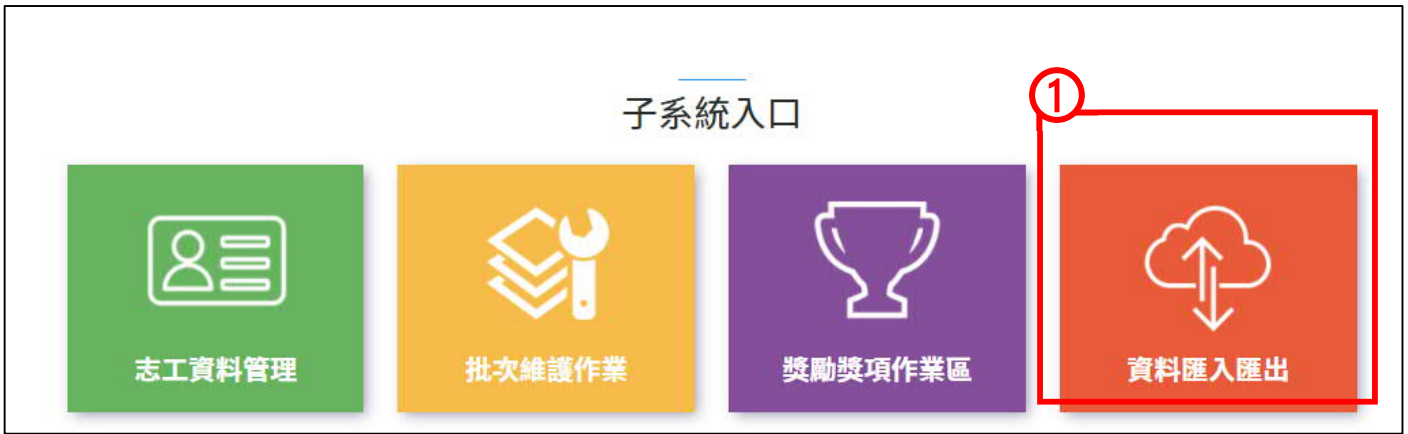 子系統入口
①
志工資料管理
批次維護作業
獎勵獎項作業區
資料匯入匯出